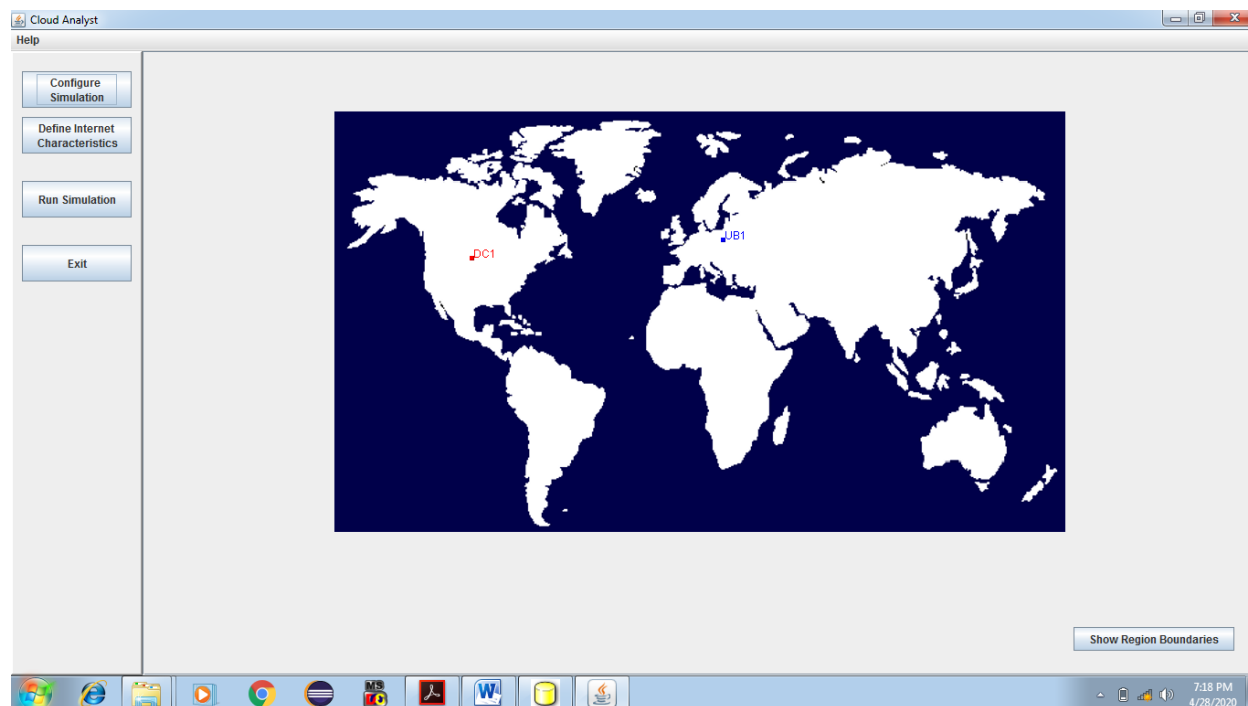 Cloud Analyst
Help
Configure
Simulation
Define Internet
Characteristics
Run Simulation
Exit
DC1
UB1
Show Region Boundaries
MS
W
7:18 PM
4/28/2020